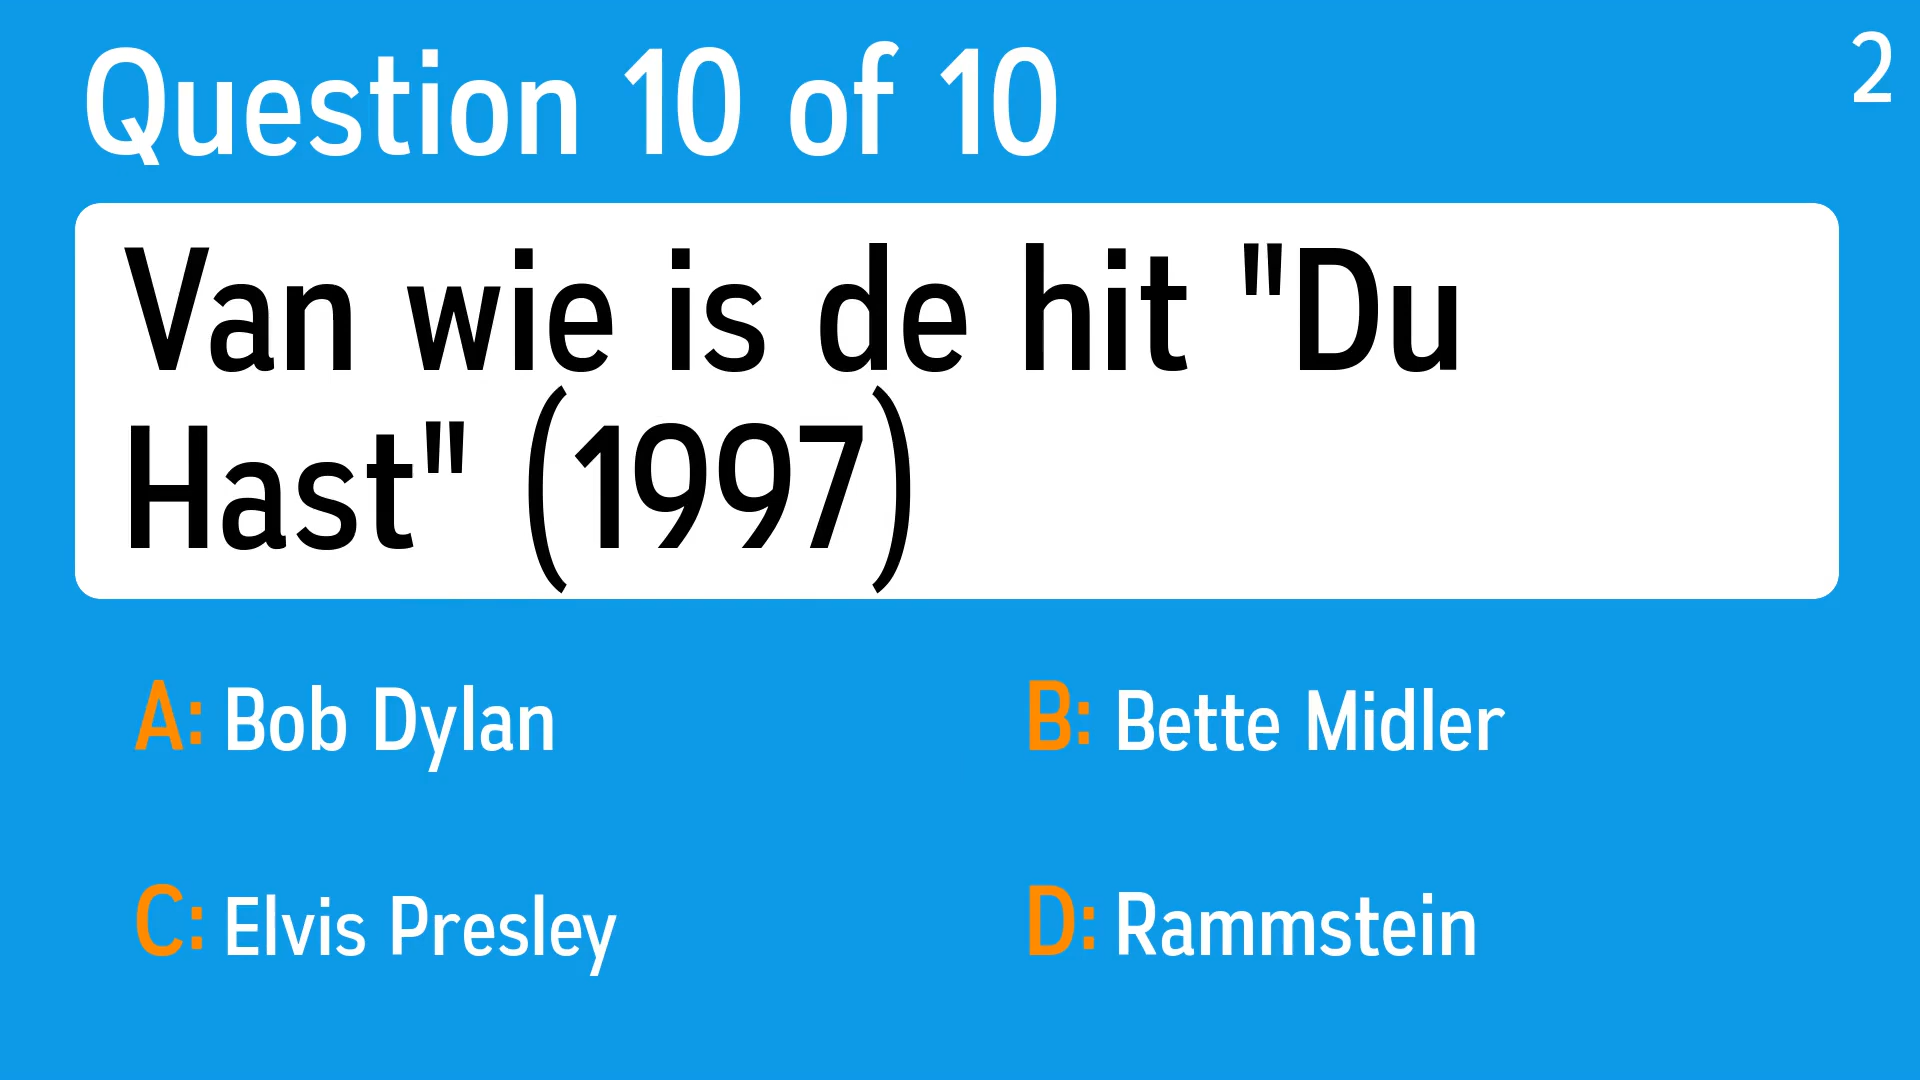 Question 10 of 10
2
Van wie is de hit "Du
Hast" (1997)
A: Bob Dylan
B: Bette Midler
C: Elvis Presley
D: Rammstein